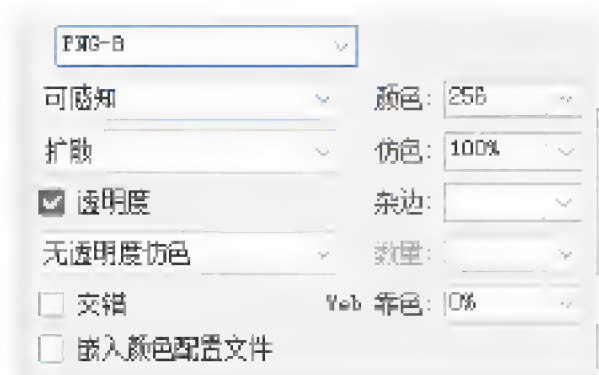 PNG-8
可感知 颜色: 256
扩散 仿色: 100%
透明度 杂边:
无透明度仿色 数量:
交错 Web 靠色: 0%
嵌入颜色配置文件